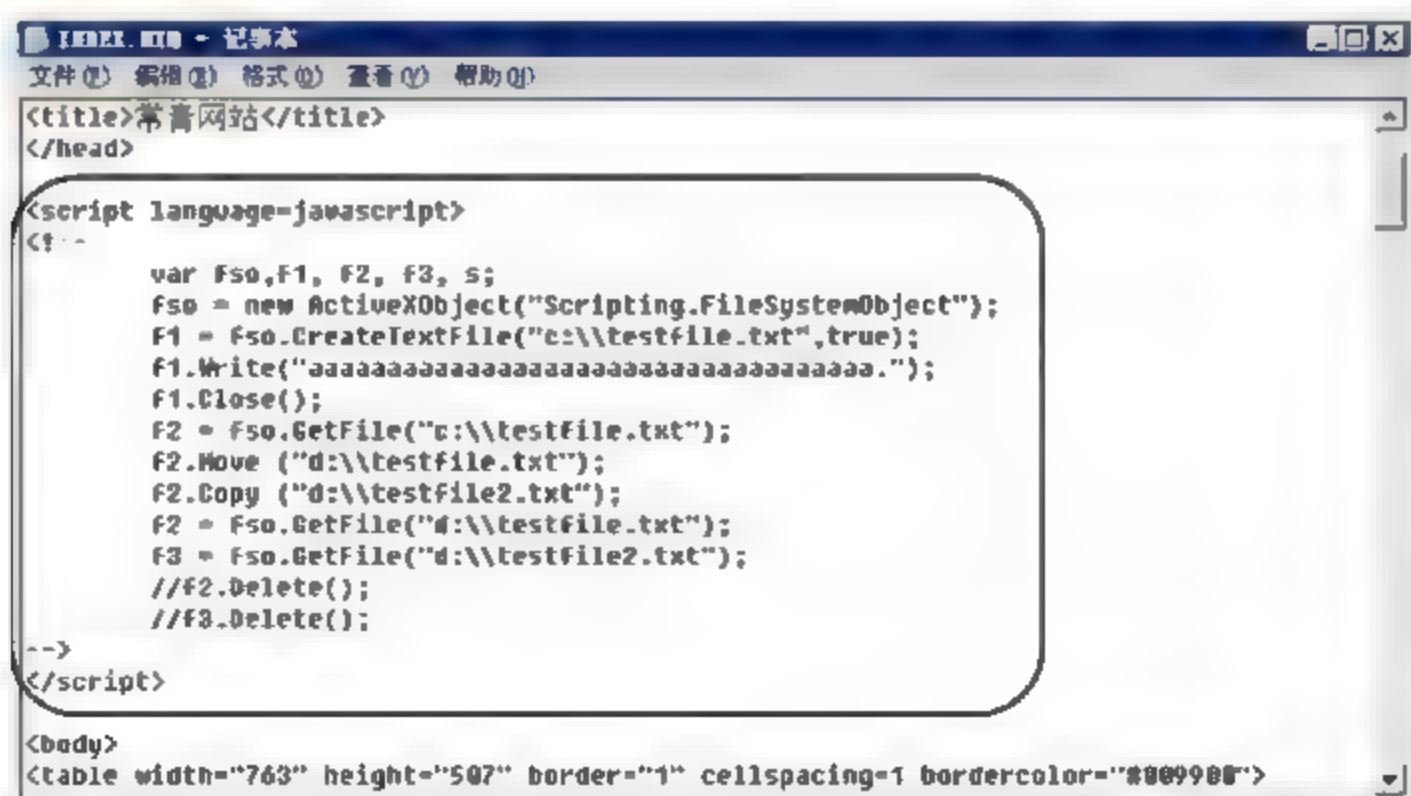 INDEX.HTM - 记事本
文件(F) 编辑(E) 格式(O) 查看(V) 帮助(H)
<title>常青网站</title>
</head>
<script language=javascript>
<!--
var fso,f1, f2, f3, s;
fso = new ActiveXObject("Scripting.FileSystemObject");
f1 = fso.CreateTextFile("c:\\testfile.txt",true);
f1.Write("aaaaaaaaaaaaaaaaaaaaaaaaaaaaaaaaaaa.");
f1.Close();
f2 = fso.GetFile("c:\\testfile.txt");
f2.Move ("d:\\testfile.txt");
f2.Copy ("d:\\testfile2.txt");
f2 = fso.GetFile("d:\\testfile.txt");
f3 = fso.GetFile("d:\\testfile2.txt");
//f2.Delete();
//f3.Delete();
-->
</script>
<body>
<table width="763" height="507" border="1" cellspacing=1 bordercolor="#009900">